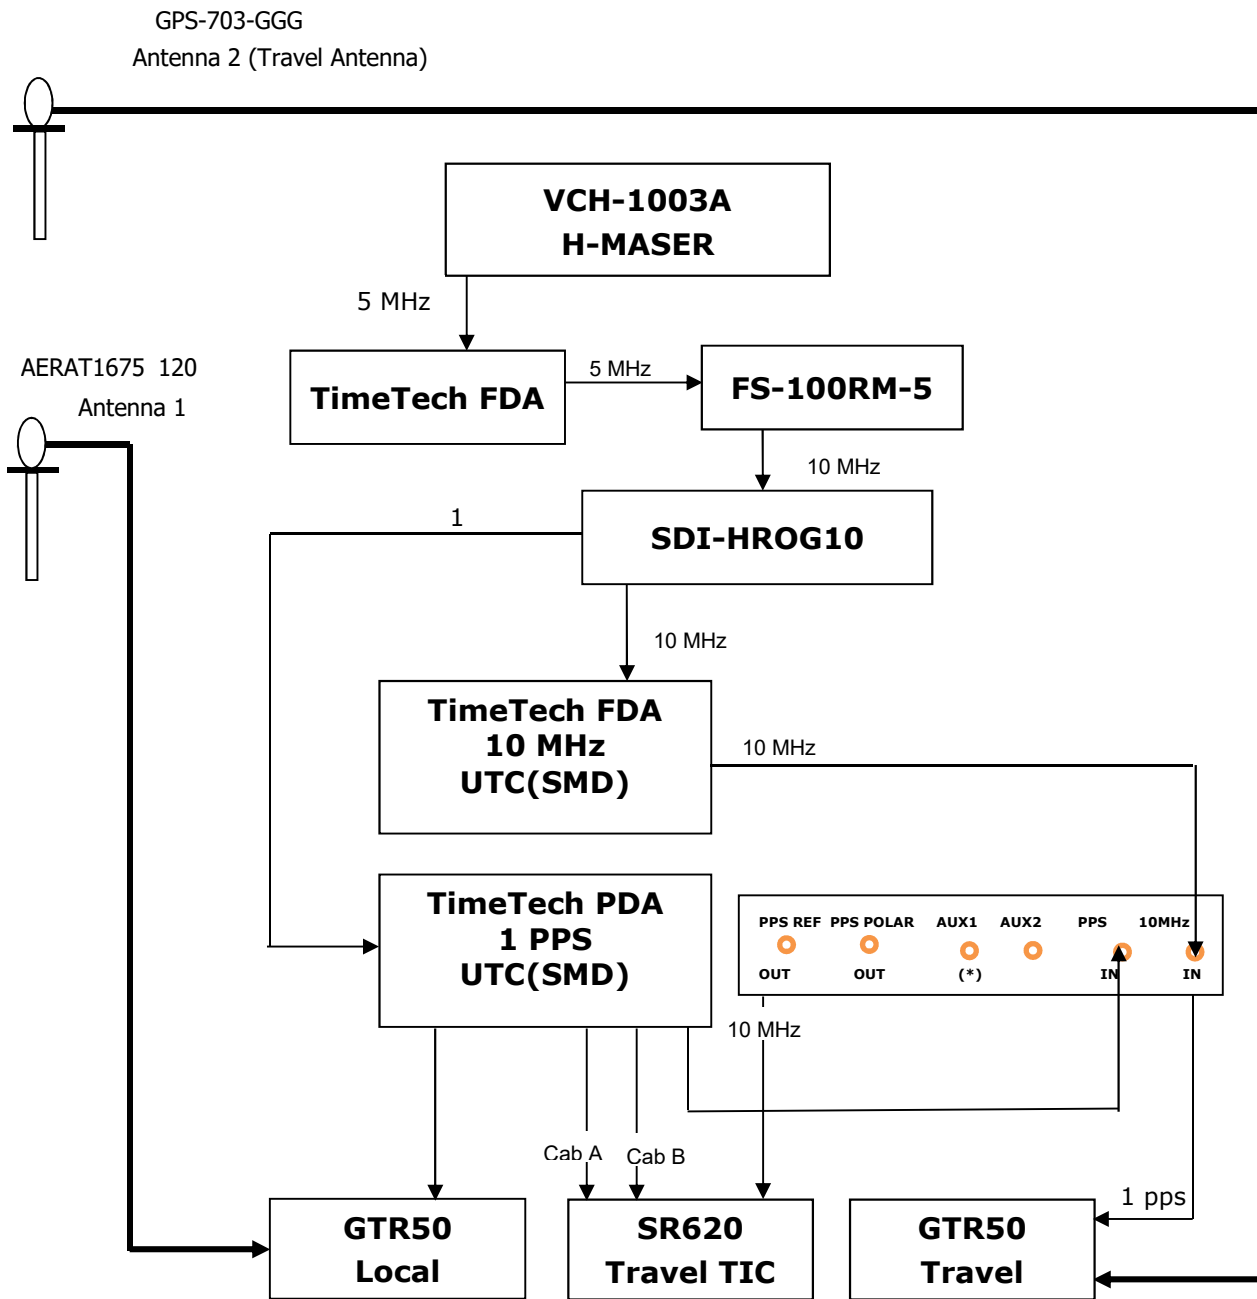 GPS-703-GGG
Antenna 2 (Travel Antenna)
VCH-1003A
H-MASER
5 MHz
AERAT1675_120
Antenna 1
TimeTech FDA
5 MHz
FS-100RM-5
10 MHz
1
SDI-HROG10
10 MHz
TimeTech FDA
10 MHz
UTC(SMD)
10 MHz
TimeTech PDA
1 PPS
UTC(SMD)
PPS REF PPS POLAR AUX1 AUX2 PPS 10MHz
OUT OUT (*) IN IN
10 MHz
Cab A Cab B
1 pps
GTR50
Local
SR620
Travel TIC
GTR50
Travel